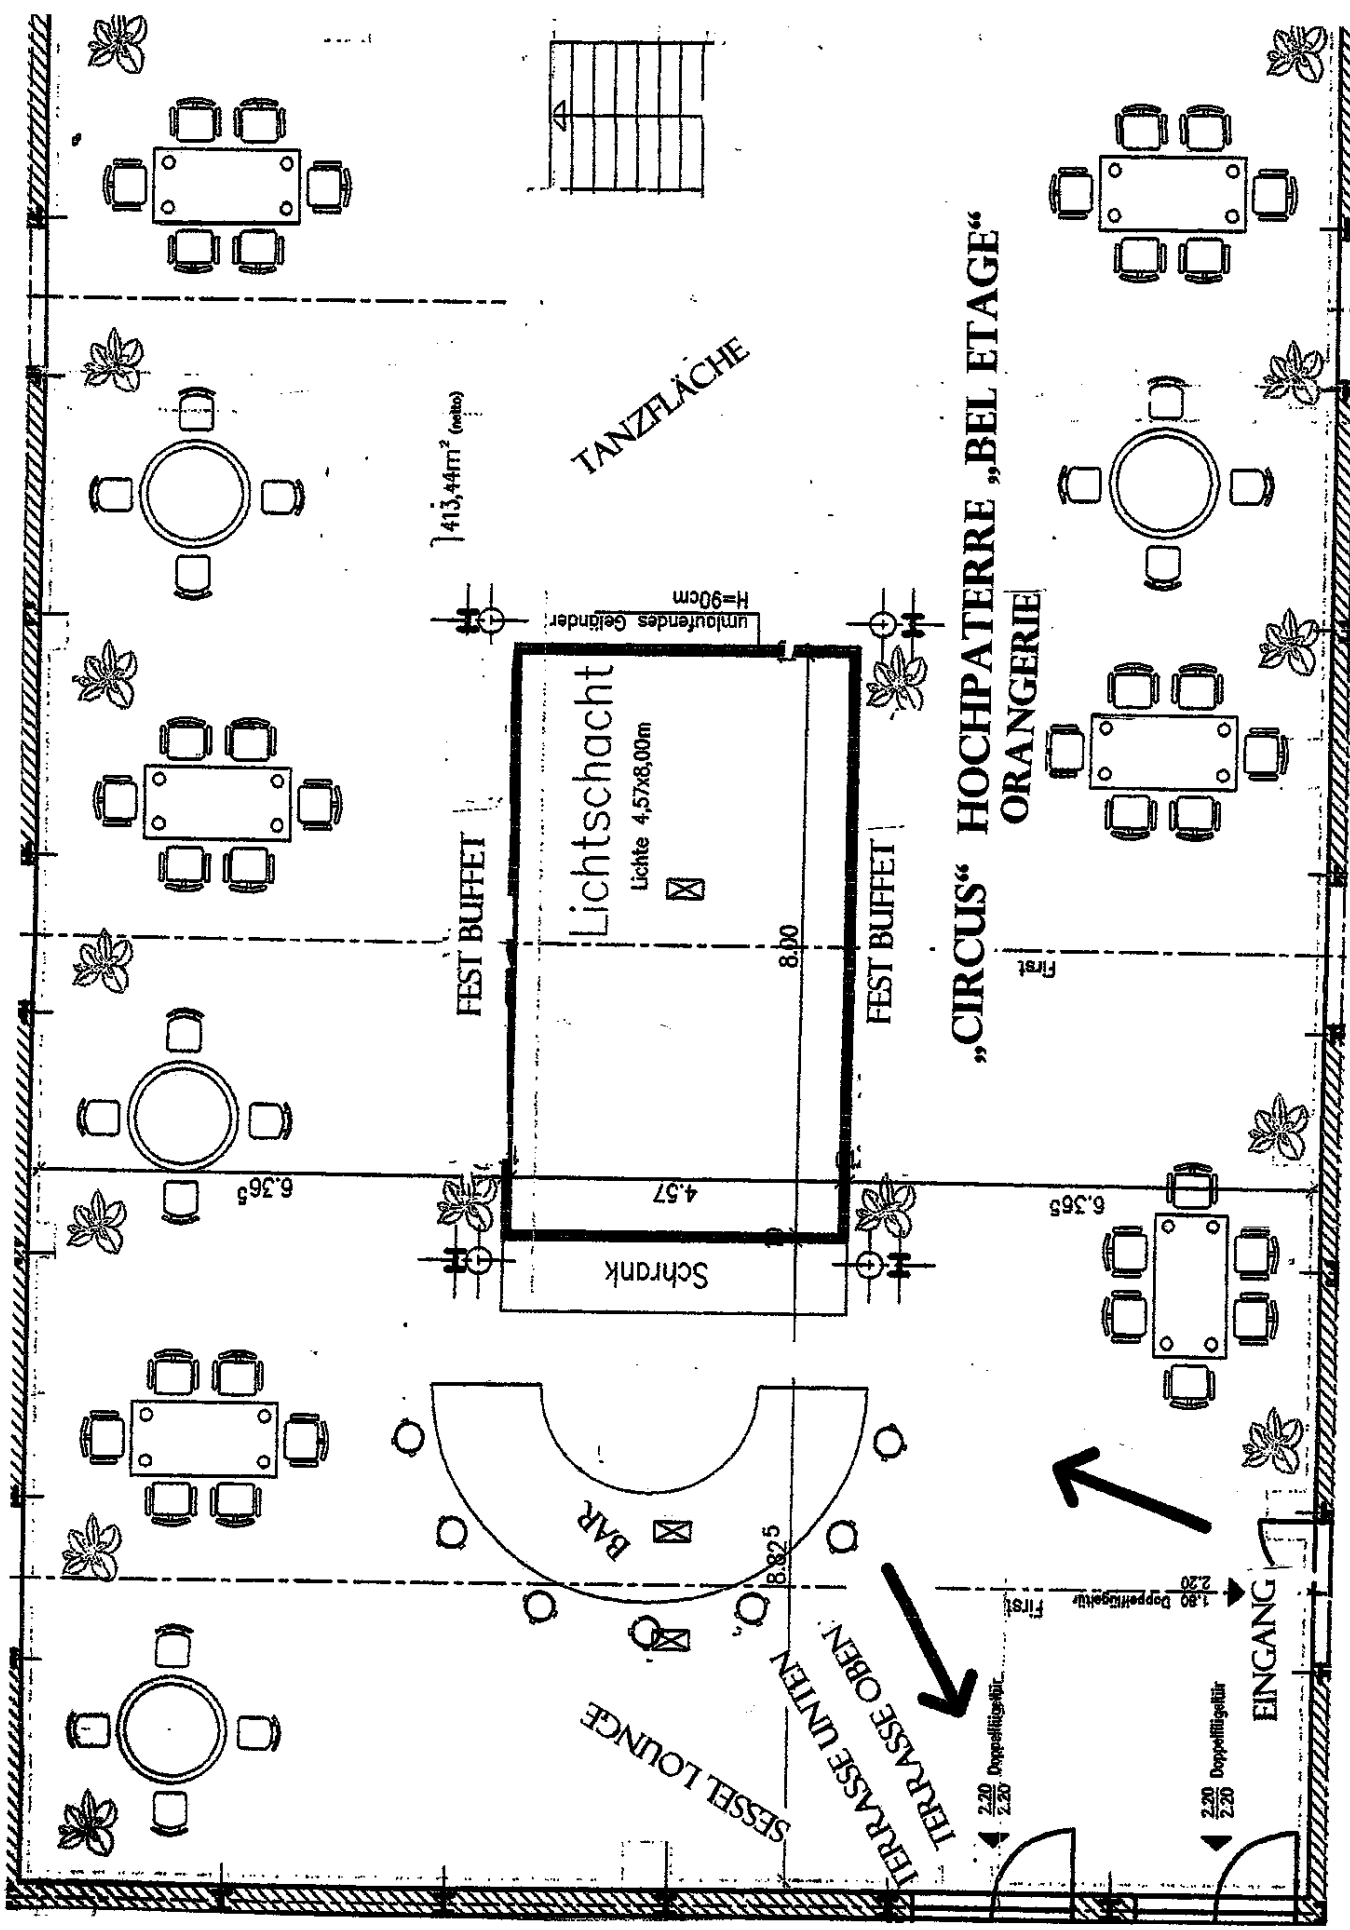 TANZFLÄCHE
413,44m² (netto)
„CIRCUS“ HOCHPATERRE „BEL ETAGE“
ORANGERIE
umlaufendes Geländer
H=90cm
Lichtschacht
Lichte 4,57x8,00m
FEST BUFFET
FEST BUFFET
8.00
First
6.36⁵
4.57
6.36⁵
Schrank
BAR
8.825
First
1.80 Doppelflügeltür
2.20
EINGANG
SESSEL LOUNGE
TERRASSE UNTEN
TERRASSE OBEN
2.20 Doppelflügeltür
2.20
2.20 Doppelflügeltür
2.20